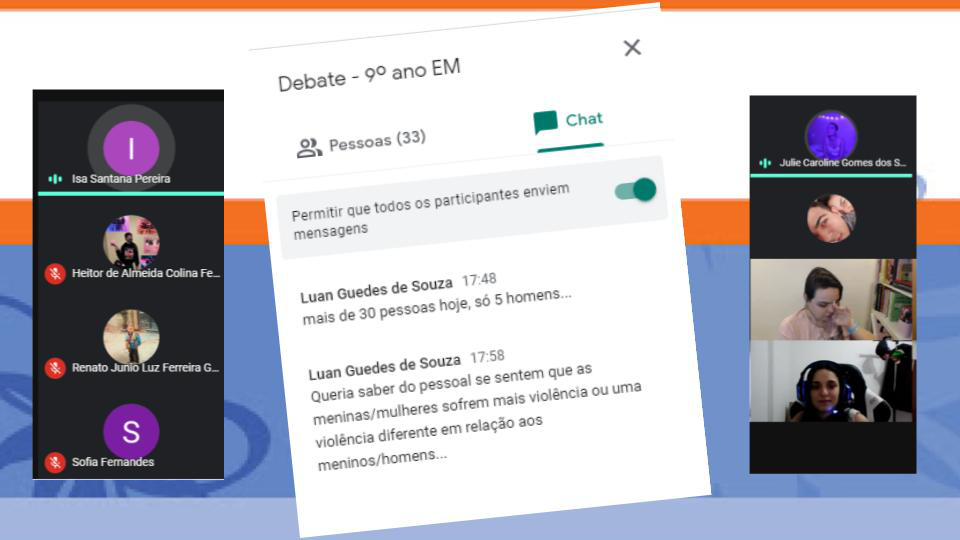 I
Isa Santana Pereira
Heitor de Almeida Colina Fe...
Renato Junio Luz Ferreira G...
S
Sofia Fernandes
Debate - 9º ano EM
Pessoas (33)
Chat
Permitir que todos os participantes enviem
mensagens
Luan Guedes de Souza 17:48
mais de 30 pessoas hoje, só 5 homens...
Luan Guedes de Souza 17:58
Queria saber do pessoal se sentem que as
meninas/mulheres sofrem mais violência ou uma
violência diferente em relação aos
meninos/homens...
Julie Caroline Gomes dos S...